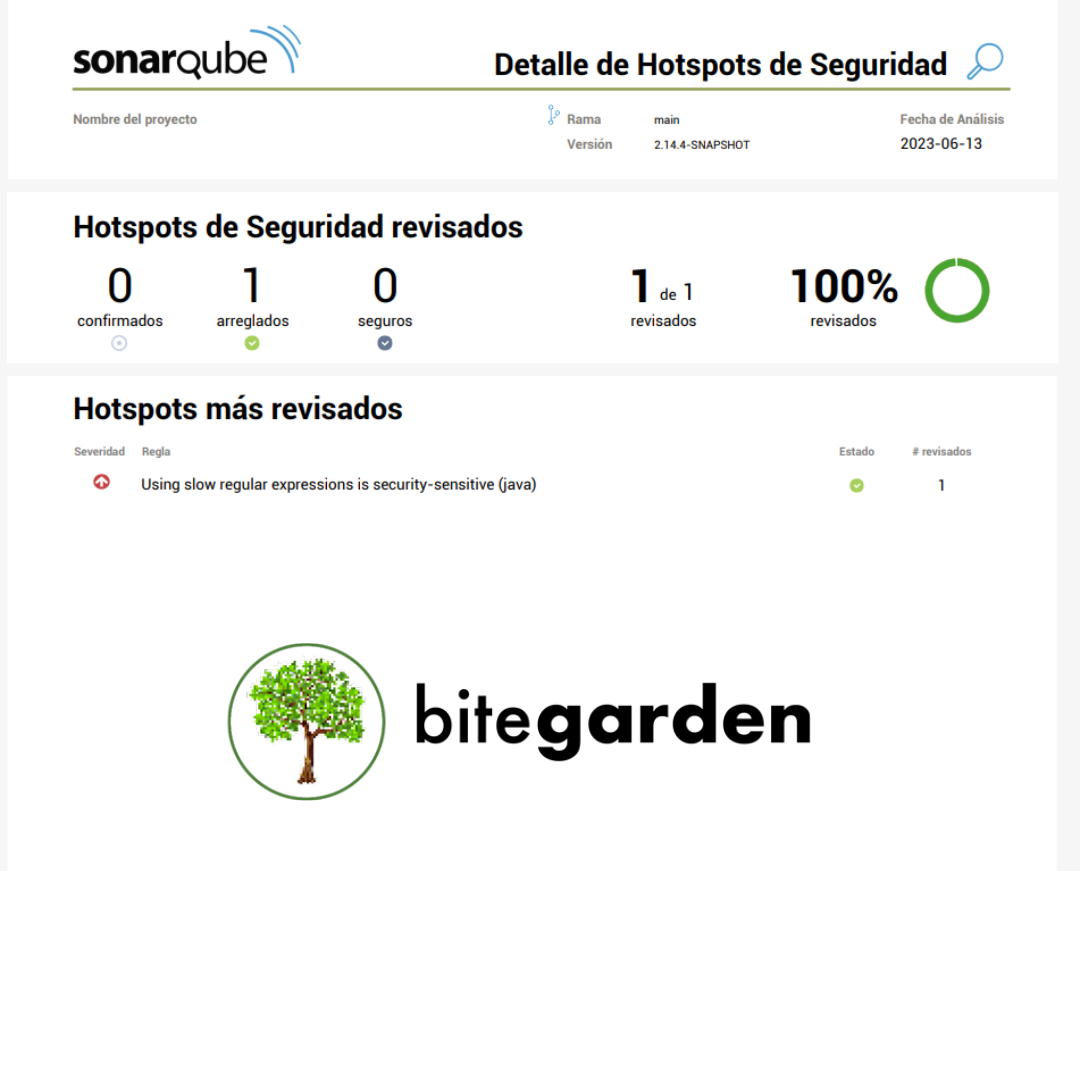 sonarqube
Detalle de Hotspots de Seguridad
Nombre del proyecto
Rama main
Fecha de Análisis
Versión 2.14.4-SNAPSHOT
2023-06-13
Hotspots de Seguridad revisados
0 1 0 1 de 1 100%
confirmados arreglados seguros revisados revisados
Hotspots más revisados
Severidad Regla Estado # revisados
Using slow regular expressions is security-sensitive (java) 1
bitegarden